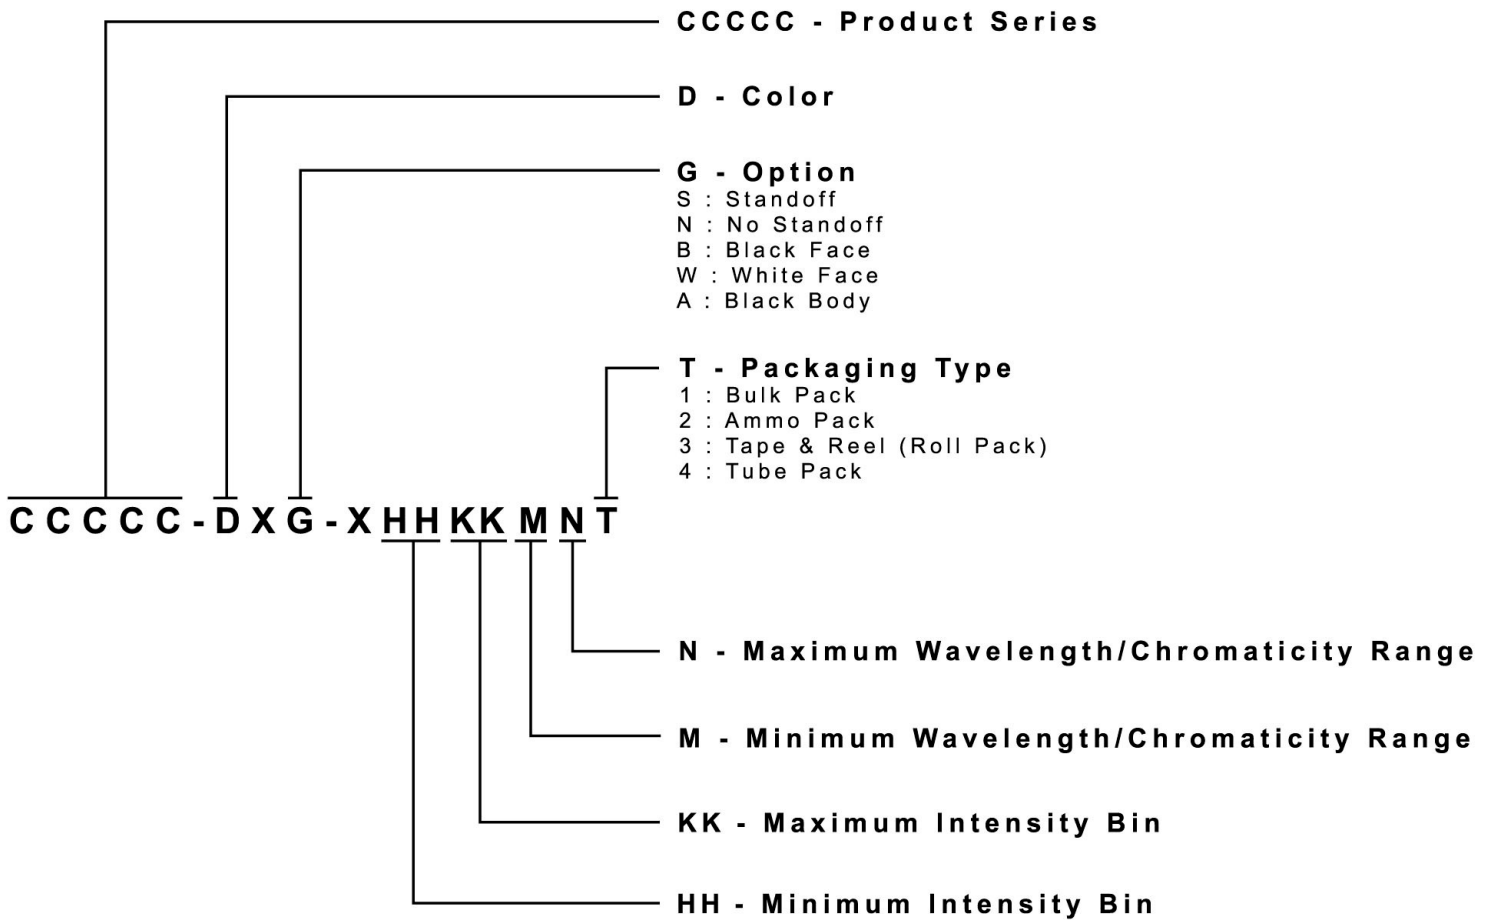 CCCCC - Product Series
D - Color
G - Option
S : Standoff
N : No Standoff
B : Black Face
W : White Face
A : Black Body
T - Packaging Type
1 : Bulk Pack
2 : Ammo Pack
3 : Tape & Reel (Roll Pack)
4 : Tube Pack
CCCCC-DXG-XHHKKMNT
N - Maximum Wavelength/Chromaticity Range
M - Minimum Wavelength/Chromaticity Range
KK - Maximum Intensity Bin
HH - Minimum Intensity Bin